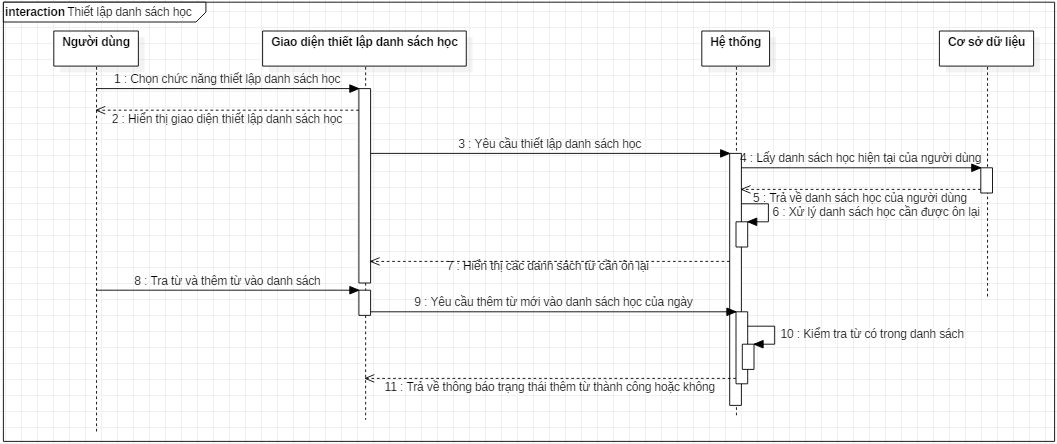 interaction Thiết lập danh sách học
Người dùng
Giao diện thiết lập danh sách học
Hệ thống
Cơ sở dữ liệu
1 : Chọn chức năng thiết lập danh sách học
2 : Hiển thị giao diện thiết lập danh sách học
3 : Yêu cầu thiết lập danh sách học
4 : Lấy danh sách học hiện tại của người dùng
5 : Trả về danh sách học của người dùng
6 : Xử lý danh sách học cần được ôn lại
7 : Hiển thị các danh sách từ cần ôn lại
8 : Tra từ và thêm từ vào danh sách
9 : Yêu cầu thêm từ mới vào danh sách học của ngày
10 : Kiểm tra từ có trong danh sách
11 : Trả về thông báo trạng thái thêm từ thành công hoặc không